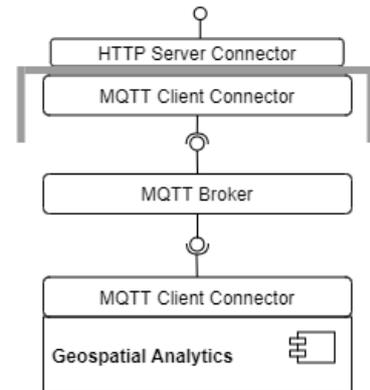 HTTP Server Connector
MQTT Client Connector
MQTT Broker
MQTT Client Connector
Geospatial Analytics